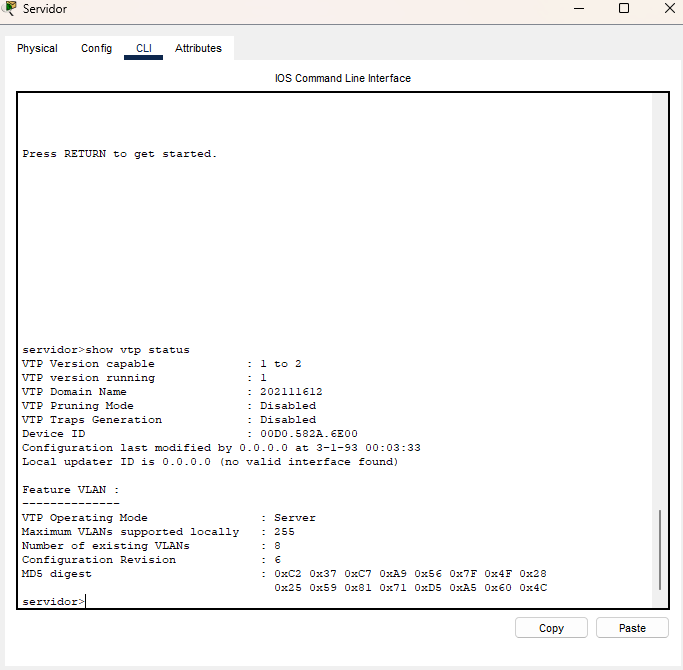 Servidor
Physical Config CLI Attributes
IOS Command Line Interface
Press RETURN to get started.
servidor>show vtp status
VTP Version capable : 1 to 2
VTP version running : 1
VTP Domain Name : 202111612
VTP Pruning Mode : Disabled
VTP Traps Generation : Disabled
Device ID : 00D0.582A.6E00
Configuration last modified by 0.0.0.0 at 3-1-93 00:03:33
Local updater ID is 0.0.0.0 (no valid interface found)
Feature VLAN :
--------------
VTP Operating Mode : Server
Maximum VLANs supported locally : 255
Number of existing VLANs : 8
Configuration Revision : 6
MD5 digest : 0xC2 0x37 0xC7 0xA9 0x56 0x7F 0x4F 0x28
0x25 0x59 0x81 0x71 0xD5 0xA5 0x60 0x4C
servidor>
Copy Paste